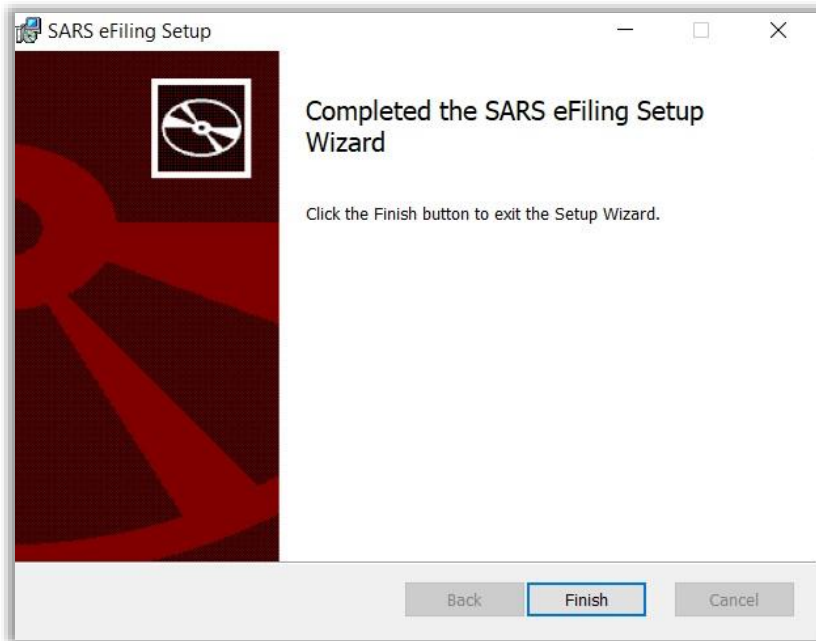 SARS eFiling Setup
Completed the SARS eFiling Setup
Wizard
Click the Finish button to exit the Setup Wizard.
Back
Finish
Cancel